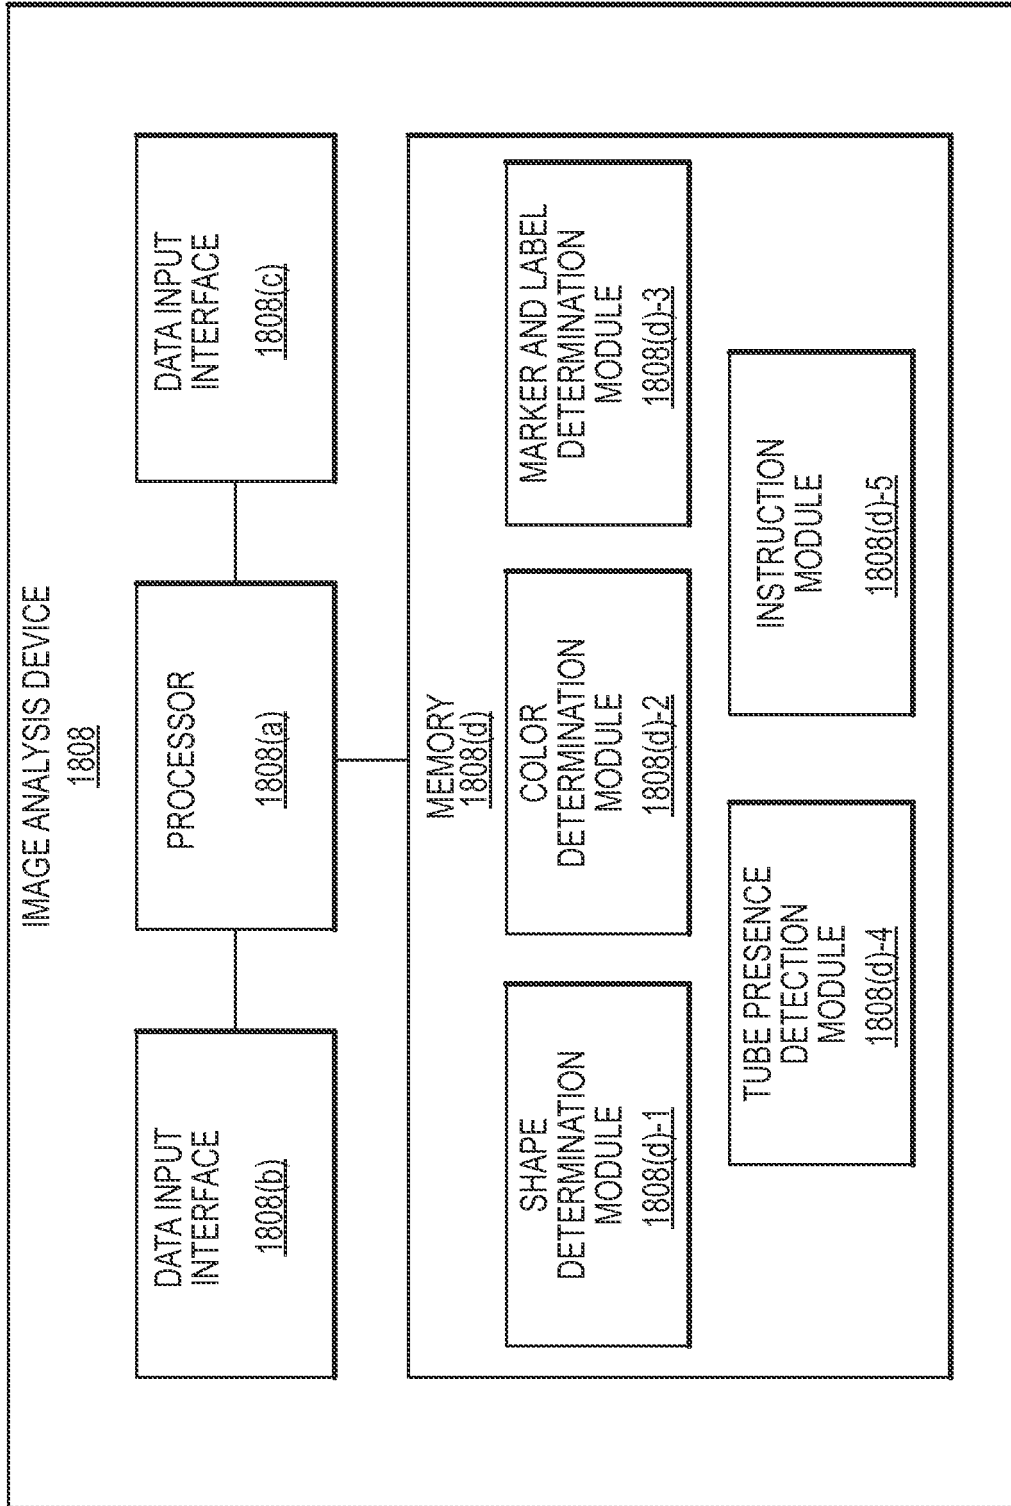 IMAGE ANALYSIS DEVICE
1808
DATA INPUT
INTERFACE
1808(b)
PROCESSOR
1808(a)
DATA INPUT
INTERFACE
1808(c)
MEMORY
1808(d)
SHAPE
DETERMINATION
MODULE
1808(d)-1
COLOR
DETERMINATION
MODULE
1808(d)-2
MARKER AND LABEL
DETERMINATION
MODULE
1808(d)-3
TUBE PRESENCE
DETECTION
MODULE
1808(d)-4
INSTRUCTION
MODULE
1808(d)-5